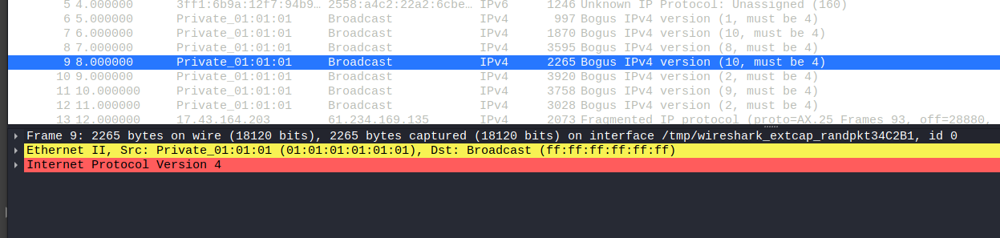 5 4.000000 3ff1:6b9a:12f7:94b9… 2558:a4c2:22a2:6cbe… IPv6 1246 Unknown IP Protocol: Unassigned (160)
6 5.000000 Private_01:01:01 Broadcast IPv4 997 Bogus IPv4 version (1, must be 4)
7 6.000000 Private_01:01:01 Broadcast IPv4 1870 Bogus IPv4 version (10, must be 4)
8 7.000000 Private_01:01:01 Broadcast IPv4 3595 Bogus IPv4 version (8, must be 4)
9 8.000000 Private_01:01:01 Broadcast IPv4 2265 Bogus IPv4 version (10, must be 4)
10 9.000000 Private_01:01:01 Broadcast IPv4 3920 Bogus IPv4 version (2, must be 4)
11 10.000000 Private_01:01:01 Broadcast IPv4 3758 Bogus IPv4 version (9, must be 4)
12 11.000000 Private_01:01:01 Broadcast IPv4 3028 Bogus IPv4 version (2, must be 4)
13 12.000000 17.43.164.203 61.234.169.135 IPv4 2073 Fragmented IP protocol (proto=AX.25 Frames 93, off=28880,
Frame 9: 2265 bytes on wire (18120 bits), 2265 bytes captured (18120 bits) on interface /tmp/wireshark_extcap_randpkt34C2B1, id 0
Ethernet II, Src: Private_01:01:01 (01:01:01:01:01:01), Dst: Broadcast (ff:ff:ff:ff:ff:ff)
Internet Protocol Version 4